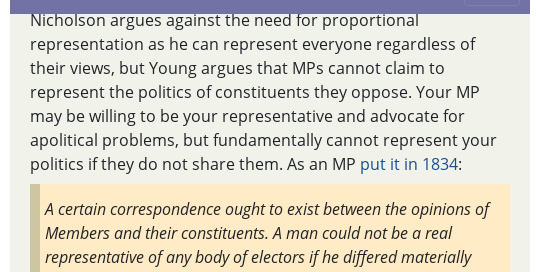 Nicholson argues against the need for proportional
representation as he can represent everyone regardless of
their views, but Young argues that MPs cannot claim to
represent the politics of constituents they oppose. Your MP
may be willing to be your representative and advocate for
apolitical problems, but fundamentally cannot represent your
politics if they do not share them. As an MP put it in 1834:
A certain correspondence ought to exist between the opinions of
Members and their constituents. A man could not be a real
representative of any body of electors if he differed materially